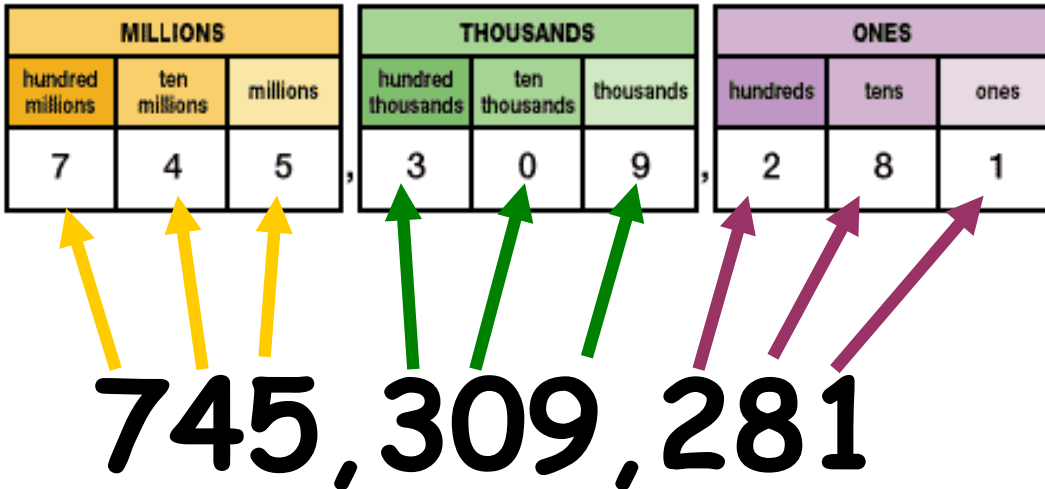 MILLIONS THOUSANDS ONES
hundred millions ten millions millions hundred thousands ten thousands thousands hundreds tens ones
7 4 5 , 3 0 9 , 2 8 1
745,309,281